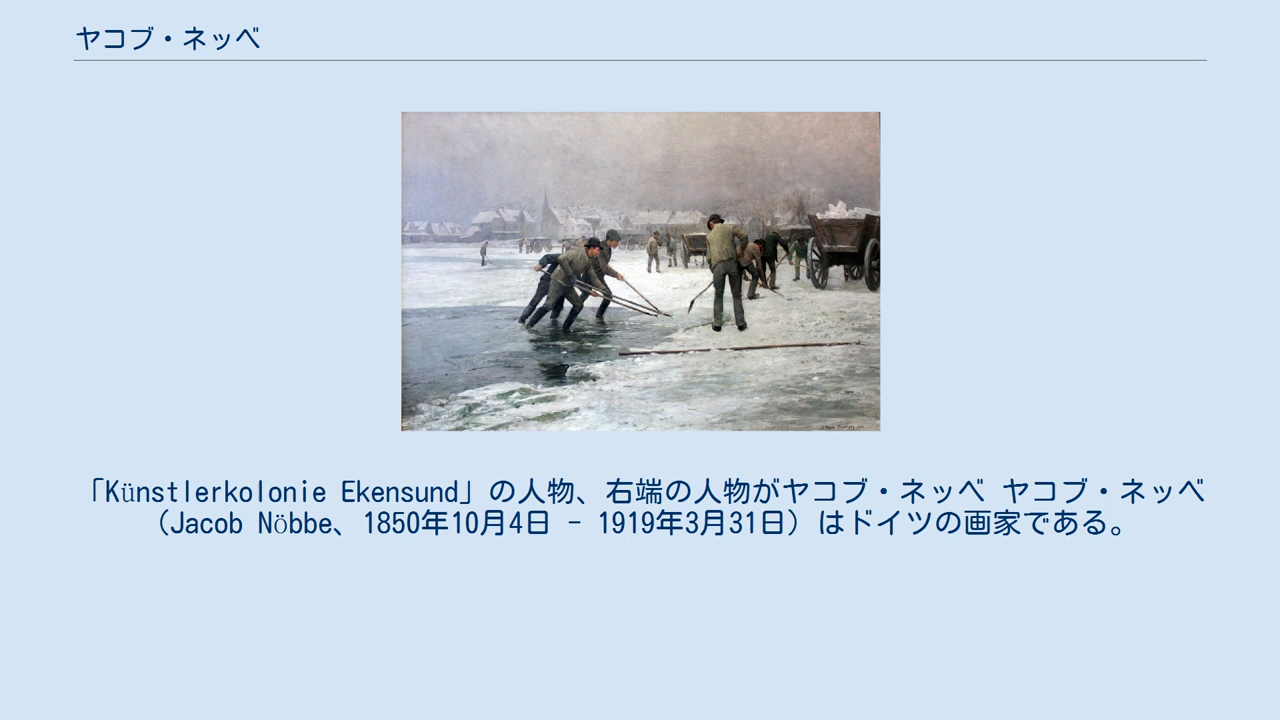 ヤコブ・ネッベ
「Künstlerkolonie Ekensund」の人物、右端の人物がヤコブ・ネッベ ヤコブ・ネッベ
（Jacob Nöbbe、1850年10月4日 – 1919年3月31日）はドイツの画家である。